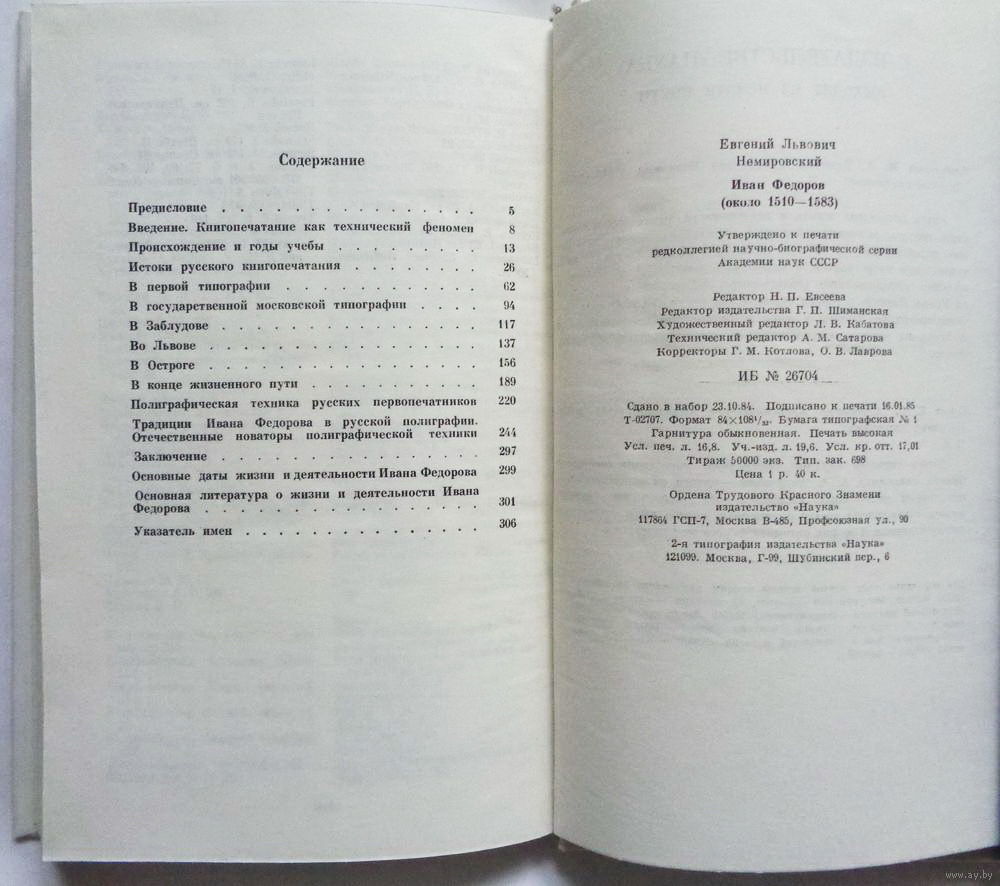 Содержание
Предисловие . . . . . . . . . . . . . . . . 5
Введение. Книгопечатание как технический феномен 8
Происхождение и годы учебы . . . . . . . . 13
Истоки русского книгопечатания . . . . . . . 26
В первой типографии . . . . . . . . . . . 62
В государственной московской типографии . . . . 94
В Заблудове . . . . . . . . . . . . . . . 117
Во Львове . . . . . . . . . . . . . . . . 137
В Остроге . . . . . . . . . . . . . . . . 156
В конце жизненного пути . . . . . . . . . . 189
Полиграфическая техника русских первопечатников 220
Традиции Ивана Федорова в русской полиграфии.
Отечественные новаторы полиграфической техники 244
Заключение . . . . . . . . . . . . . . . 297
Основные даты жизни и деятельности Ивана Федорова 299
Основная литература о жизни и деятельности Ивана
Федорова . . . . . . . . . . . . . . . . 301
Указатель имен . . . . . . . . . . . . . 306
Евгений Львович
Немировский
Иван Федоров
(около 1510—1583)
Утверждено к печати
редколлегией научно-биографической серии
Академии наук СССР
Редактор Н. П. Евсеева
Редактор издательства Г. П. Шиманская
Художественный редактор Л. В. Кабатова
Технический редактор А. М. Сатарова
Корректоры Г. М. Котлова, О. В. Лаврова
ИБ № 26704
Сдано в набор 23.10.84. Подписано к печати 16.01.85
Т-02707. Формат 84×108¹/₃₂. Бумага типографская № 1
Гарнитура обыкновенная. Печать высокая
Усл. печ. л. 16,8. Уч.-изд. л. 19,6. Усл. кр. отт. 17,01
Тираж 50000 экз. Тип. зак. 698
Цена 1 р. 40 к.
Ордена Трудового Красного Знамени
издательство «Наука»
117864 ГСП-7, Москва В-485, Профсоюзная ул., 90
2-я типография издательства «Наука»
121099. Москва, Г-99, Шубинский пер., 6
www.ay.by